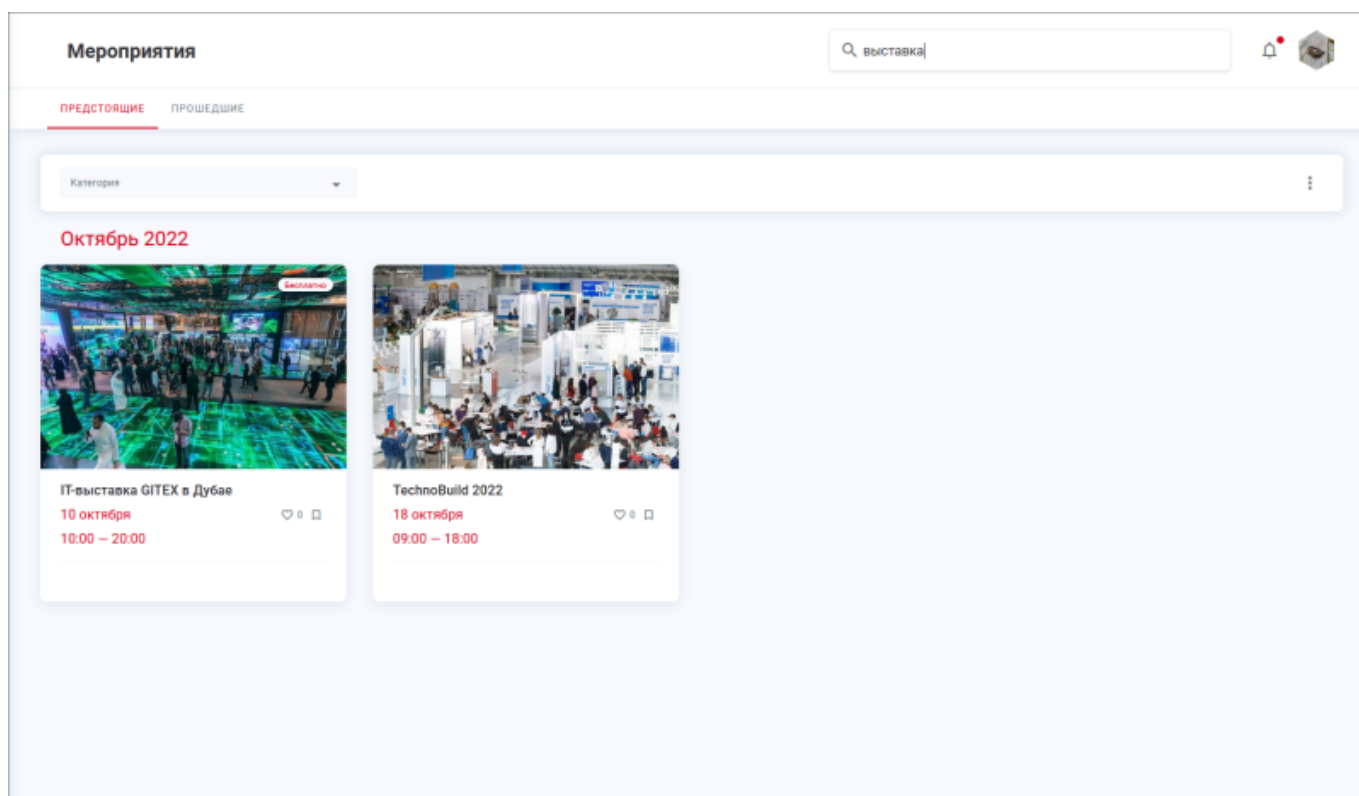 Мероприятия
выставка
ПРЕДСТОЯЩИЕ ПРОШЕДШИЕ
Категория
Октябрь 2022
Бесплатно
IT-выставка GITEX в Дубае
10 октября
0
10:00 — 20:00
TechnoBuild 2022
18 октября
0
09:00 — 18:00